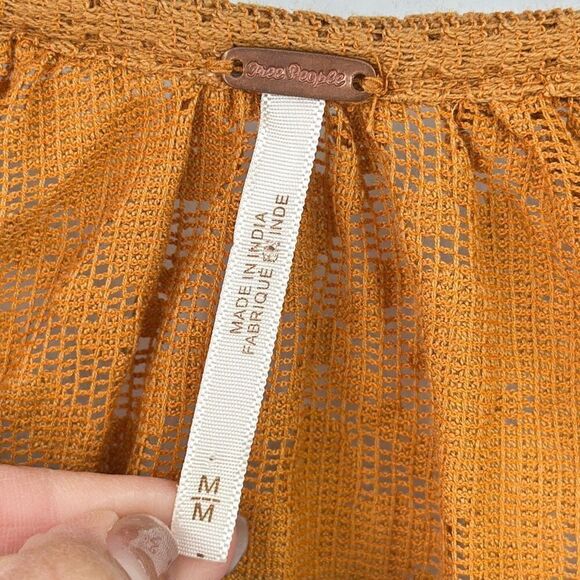 Free People
MADE IN INDIA
FABRIQUÉ EN INDE
M
M